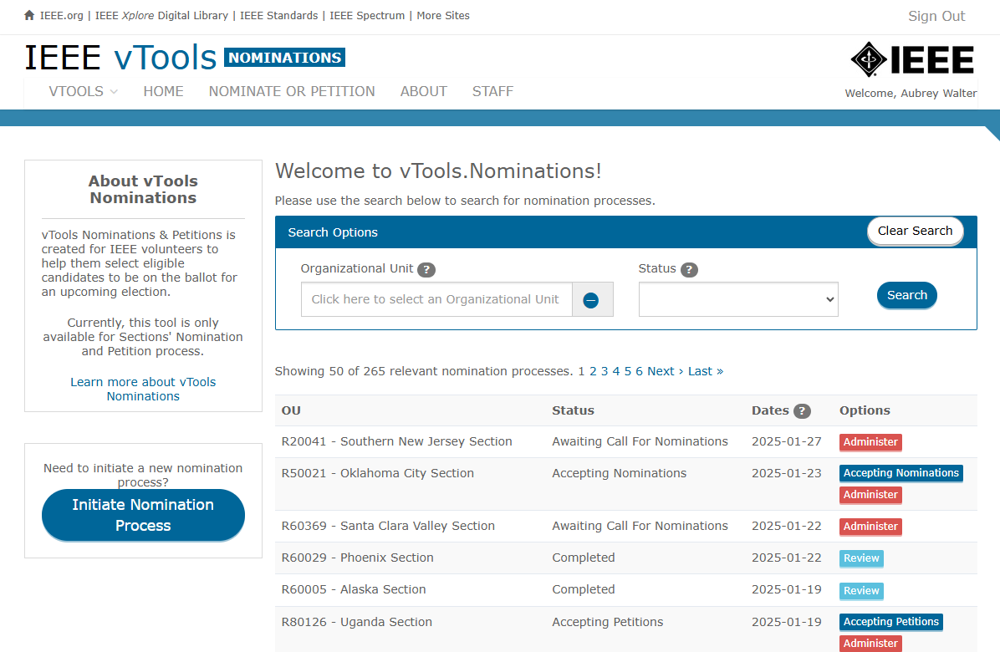 IEEE.org | IEEE Xplore Digital Library | IEEE Standards | IEEE Spectrum | More Sites
Sign Out
IEEE vTools NOMINATIONS
IEEE
VTOOLS HOME NOMINATE OR PETITION ABOUT STAFF
Welcome, Aubrey Walter
About vTools
Nominations
vTools Nominations & Petitions is
created for IEEE volunteers to
help them select eligible
candidates to be on the ballot for
an upcoming election.
Currently, this tool is only
available for Sections' Nomination
and Petition process.
Learn more about vTools
Nominations
Need to initiate a new nomination
process?
Initiate Nomination
Process
Welcome to vTools.Nominations!
Please use the search below to search for nomination processes.
Search Options
Clear Search
Organizational Unit ?
Status ?
Click here to select an Organizational Unit
Search
Showing 50 of 265 relevant nomination processes. 1 2 3 4 5 6 Next › Last »
OU Status Dates ? Options
R20041 - Southern New Jersey Section Awaiting Call For Nominations 2025-01-27 Administer
R50021 - Oklahoma City Section Accepting Nominations 2025-01-23 Accepting Nominations
Administer
R60369 - Santa Clara Valley Section Awaiting Call For Nominations 2025-01-22 Administer
R60029 - Phoenix Section Completed 2025-01-22 Review
R60005 - Alaska Section Completed 2025-01-19 Review
R80126 - Uganda Section Accepting Petitions 2025-01-19 Accepting Petitions
Administer